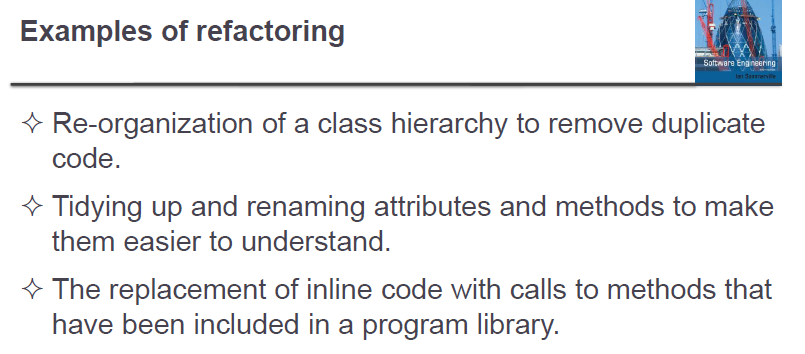 Examples of refactoring
Software Engineering
Ian Sommerville
✧ Re-organization of a class hierarchy to remove duplicate
code.
✧ Tidying up and renaming attributes and methods to make
them easier to understand.
✧ The replacement of inline code with calls to methods that
have been included in a program library.